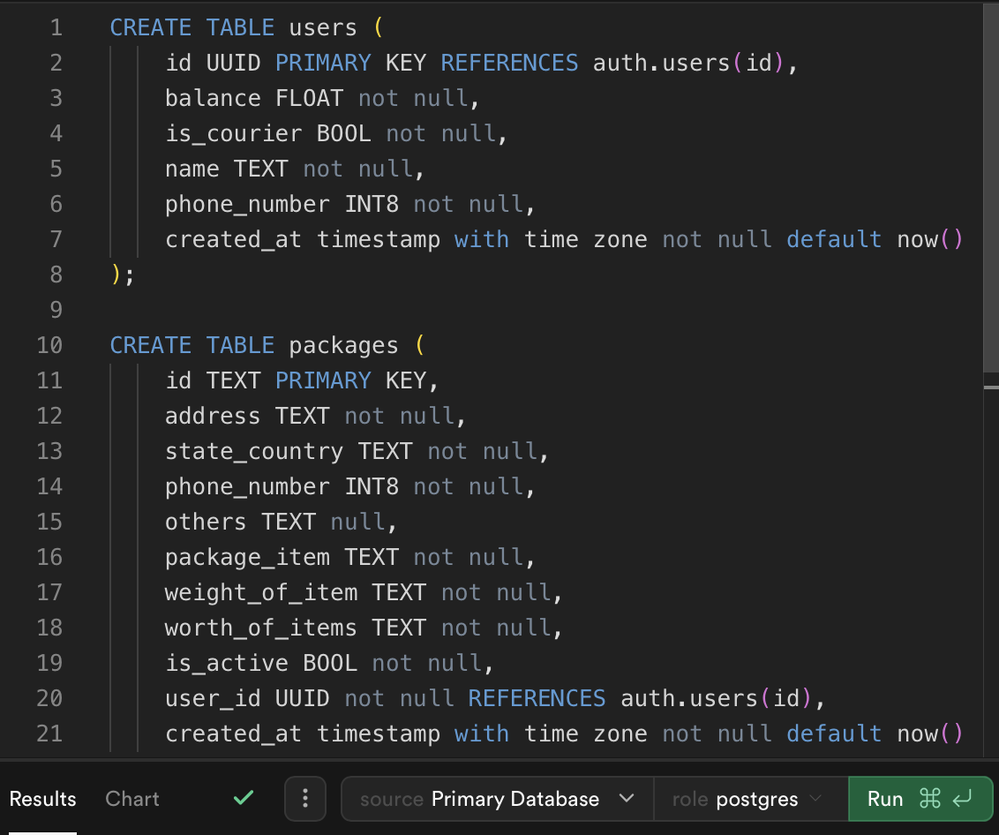 1 CREATE TABLE users (
2 id UUID PRIMARY KEY REFERENCES auth.users(id),
3 balance FLOAT not null,
4 is_courier BOOL not null,
5 name TEXT not null,
6 phone_number INT8 not null,
7 created_at timestamp with time zone not null default now()
8 );
9
10 CREATE TABLE packages (
11 id TEXT PRIMARY KEY,
12 address TEXT not null,
13 state_country TEXT not null,
14 phone_number INT8 not null,
15 others TEXT null,
16 package_item TEXT not null,
17 weight_of_item TEXT not null,
18 worth_of_items TEXT not null,
19 is_active BOOL not null,
20 user_id UUID not null REFERENCES auth.users(id),
21 created_at timestamp with time zone not null default now()
Results Chart source Primary Database role postgres Run ⌘ ↵